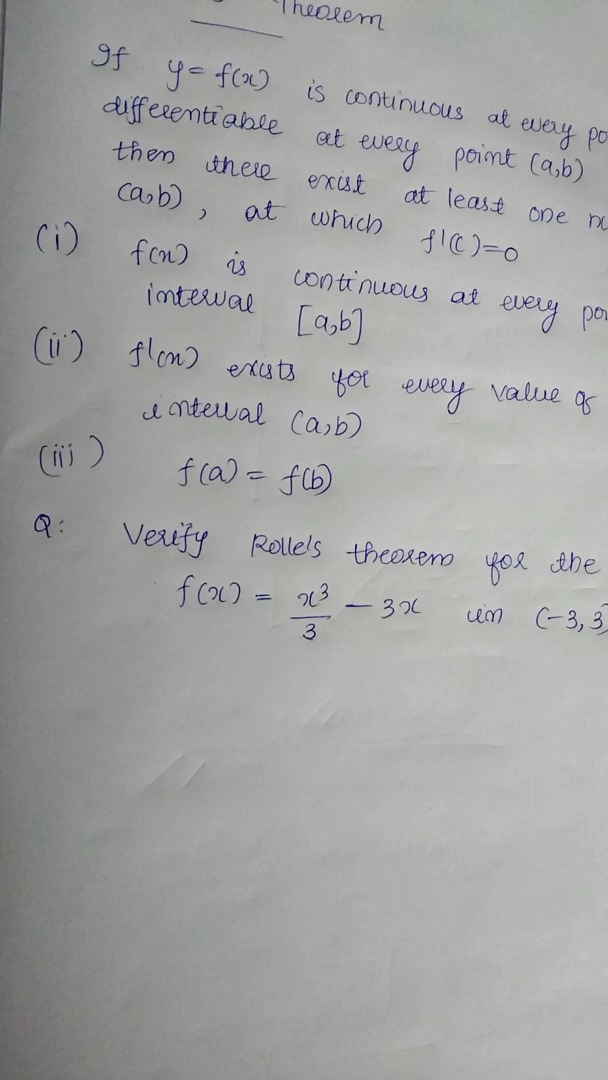 Theorem
If y = f(x) is continuous at every po
differentiable at every point (a,b)
then there exist at least one nu
(a,b), at which f'(c)=0
(i) f(x) is continuous at every poi
interval [a,b]
(ii) f'(x) exists for every value of
interval (a,b)
(iii) f(a) = f(b)
Q: Verify Rolle's theorem for the
f(x) = x³/3 - 3x in (-3,3)